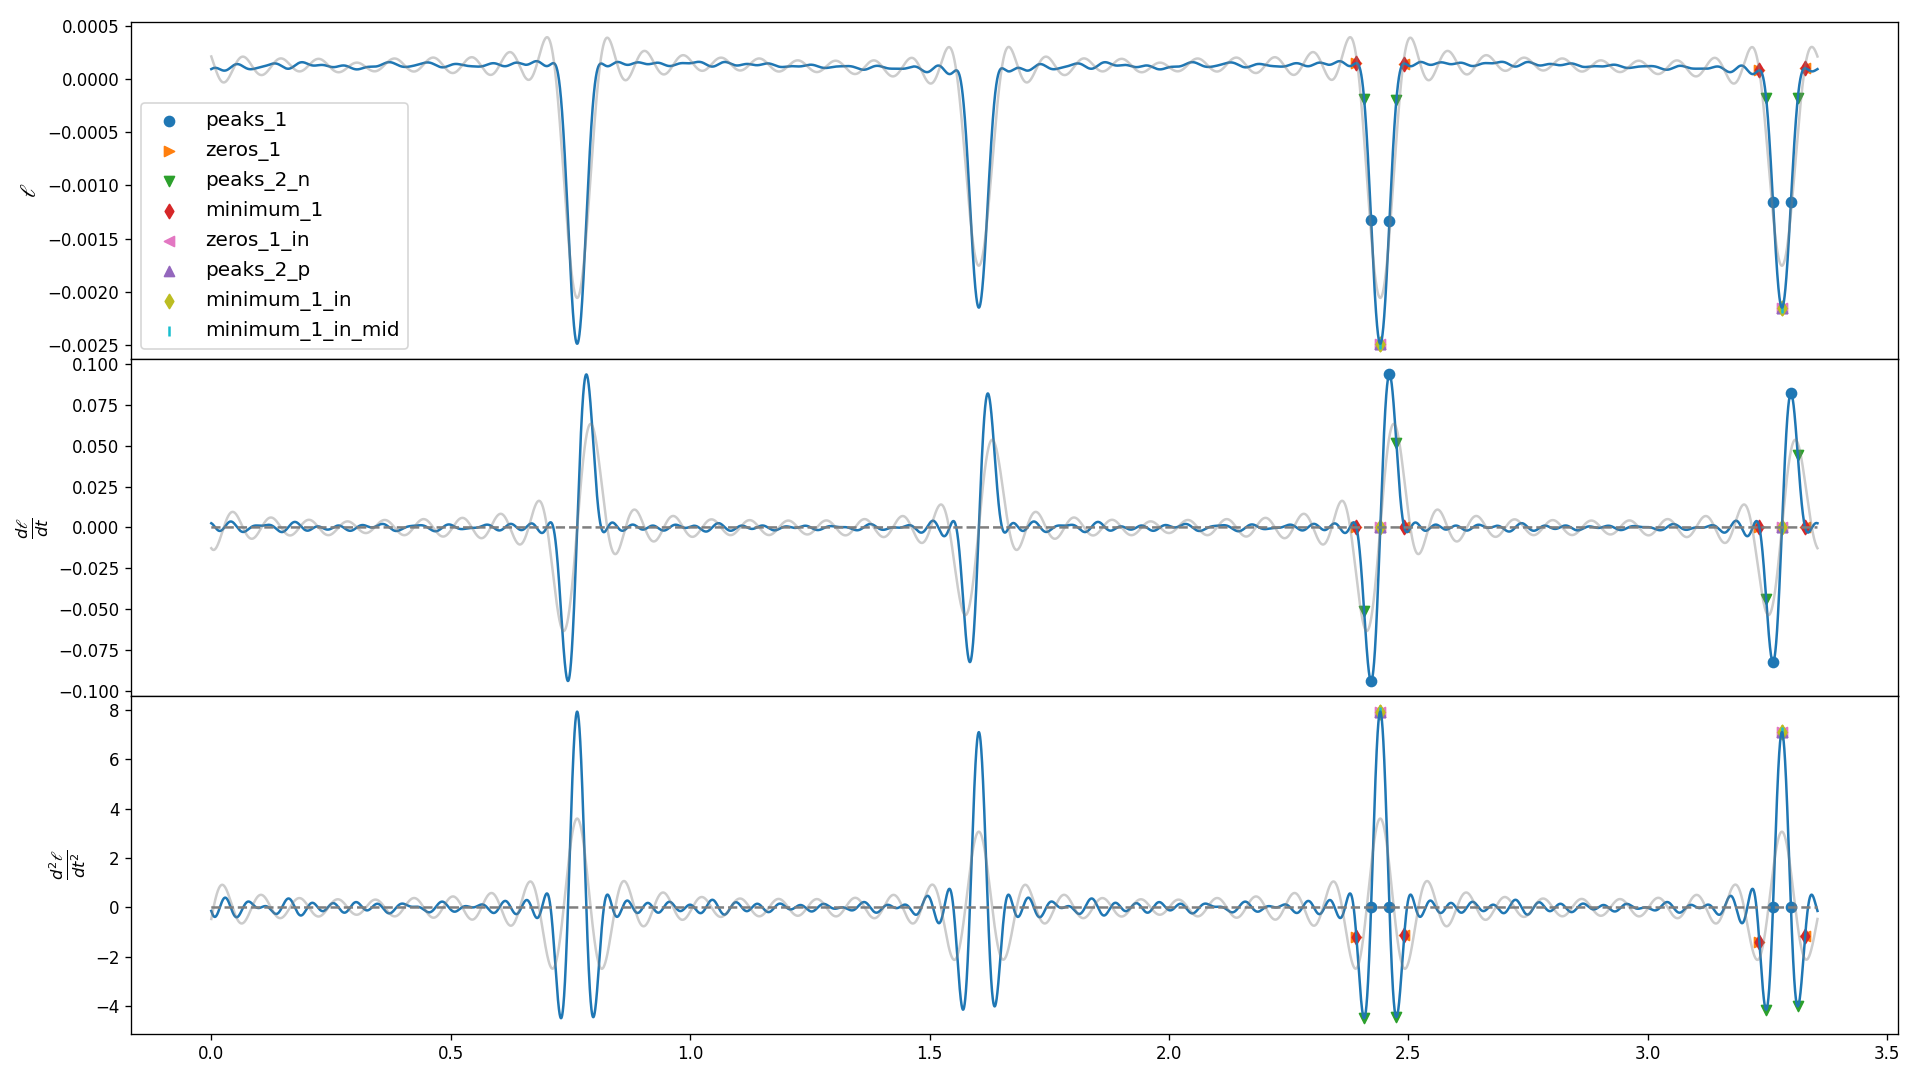 0.0005
0.0000
−0.0005
−0.0010
−0.0015
−0.0020
−0.0025
ℓ
peaks_1
zeros_1
peaks_2_n
minimum_1
zeros_1_in
peaks_2_p
minimum_1_in
minimum_1_in_mid
0.100
0.075
0.050
0.025
0.000
−0.025
−0.050
−0.075
−0.100
dℓ
dt
8
6
4
2
0
−2
−4
d²ℓ
dt²
0.0 0.5 1.0 1.5 2.0 2.5 3.0 3.5